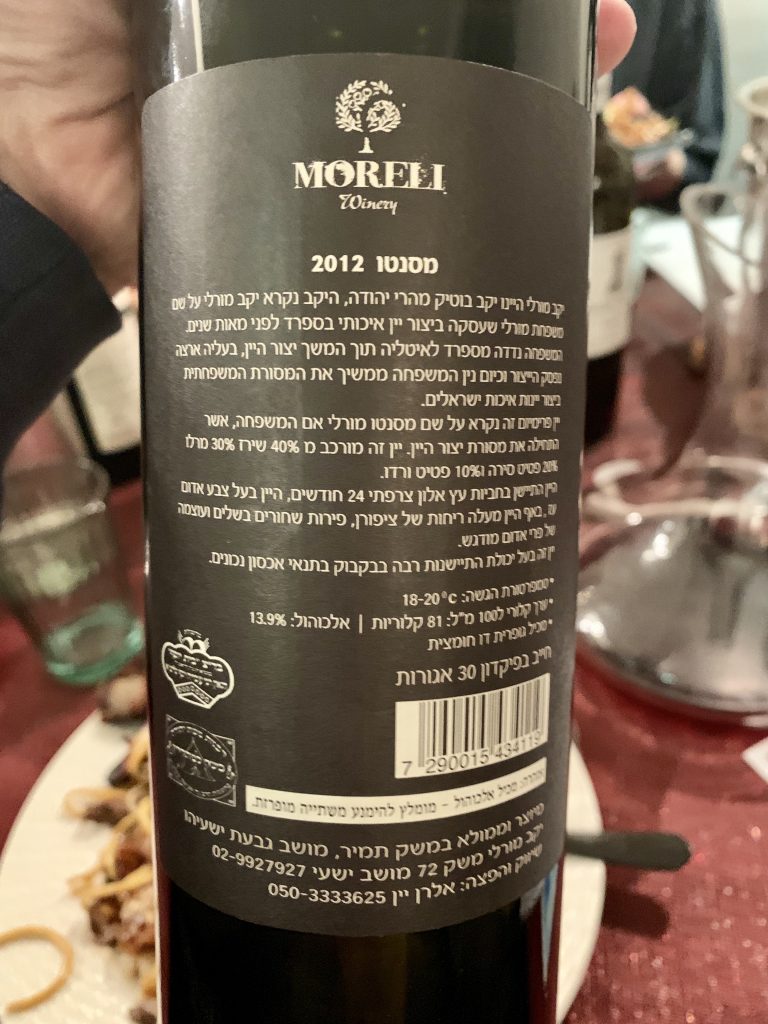 MORELI
Winery
מסנטו 2012
יקב מורלי היינו יקב בוטיק מהרי יהודה, היקב נקרא יקב מורלי על שם
משפחת מורלי שעסקה ביצור יין איכותי בספרד לפני מאות שנים.
המשפחה נדדה מספרד לאיטליה תוך המשך יצור היין, בעליה ארצה
נפסק הייצור וכיום נין המשפחה ממשיך את המסורת המשפחתית
ביצור יינות איכות ישראלים.
יין פרימיום זה נקרא על שם מסנטו מורלי אם המשפחה, אשר
התחילה את מסורת יצור היין. יין זה מורכב מ 40% שירז 30% מרלו
20% פטיט סירה ו10% פטיט ורדו.
היין התיישן בחביות עץ אלון צרפתי 24 חודשים, היין בעל צבע אדום
עז, באף היין מעלה ריחות של ציפורן, פירות שחורים בשלים ועוצמה
של פרי אדום מודגש.
יין זה בעל יכולת התיישנות רבה בבקבוק בתנאי אכסון נכונים.
*טמפרטורת הגשה: 18-20°c
*ערך קלורי ל100 מ"ל: 81 קלוריות | אלכוהול: 13.9%
*מכיל גופרית דו חומצית
חייב בפיקדון 30 אגורות
7 290015 434119
אזהרה: מכיל אלכוהול - מומלץ להימנע משתייה מופרזת.
מיוצר וממולא במשק תמיר, מושב גבעת ישעיהו
יקב מורלי משק 72 מושב ישעי 02-9927927
שיווק והפצה: אלרן יין 050-3333625